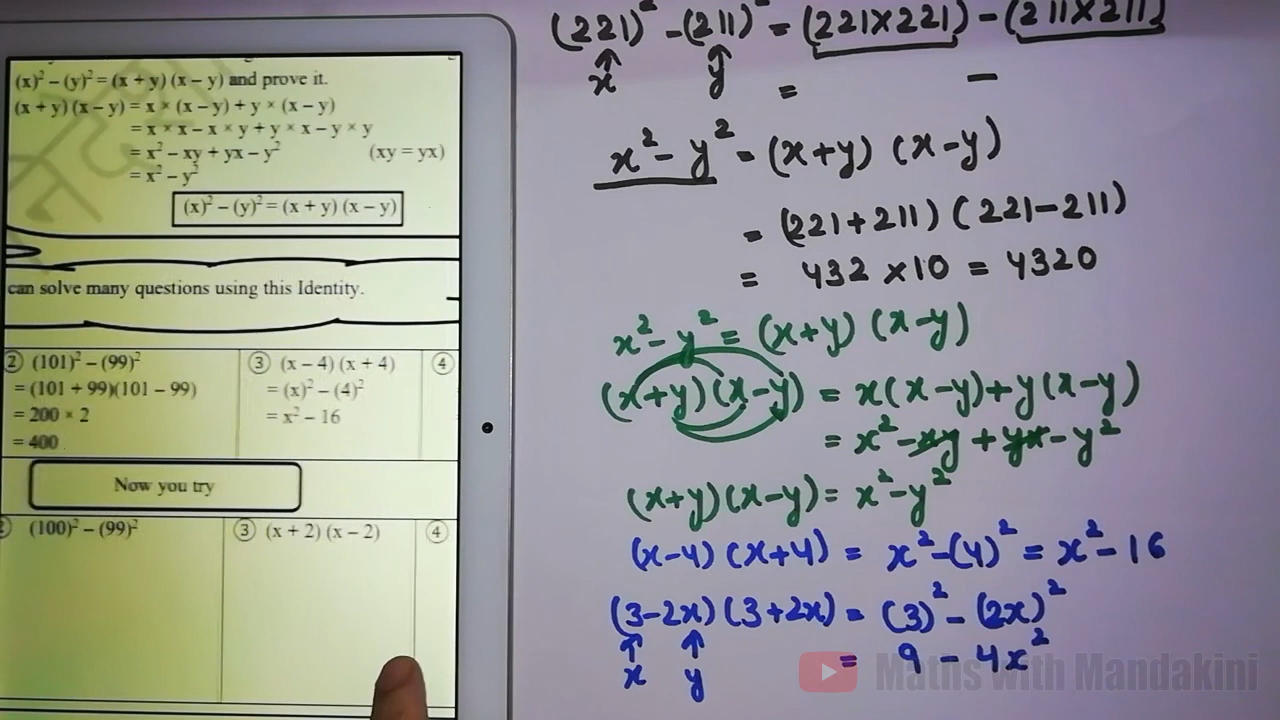 (x)² – (y)² = (x + y) (x – y) and prove it.
(x + y) (x – y) = x × (x – y) + y × (x – y)
= x × x – x × y + y × x – y × y
= x² – xy + yx – y² (xy = yx)
= x² – y²
(x)² – (y)² = (x + y) (x – y)
can solve many questions using this Identity.
② (101)² – (99)²
= (101 + 99)(101 – 99)
= 200 × 2
= 400
③ (x – 4) (x + 4)
= (x)² – (4)²
= x² – 16
④
Now you try
(100)² – (99)²
③ (x + 2) (x – 2)
④
(221)² - (211)² = (221×221) - (211×211)
x y = -
x² - y² = (x+y) (x-y)
= (221+211) (221-211)
= 432 ×10 = 4320
x² - y² = (x+y) (x-y)
(x+y)(x-y) = x(x-y)+y(x-y)
= x² - xy + yx - y²
(x+y)(x-y) = x² - y²
(x-4) (x+4) = x² - (4)² = x² - 16
(3-2x)(3+2x) = (3)² - (2x)²
x y = 9 - 4x²
Maths with Mandakini